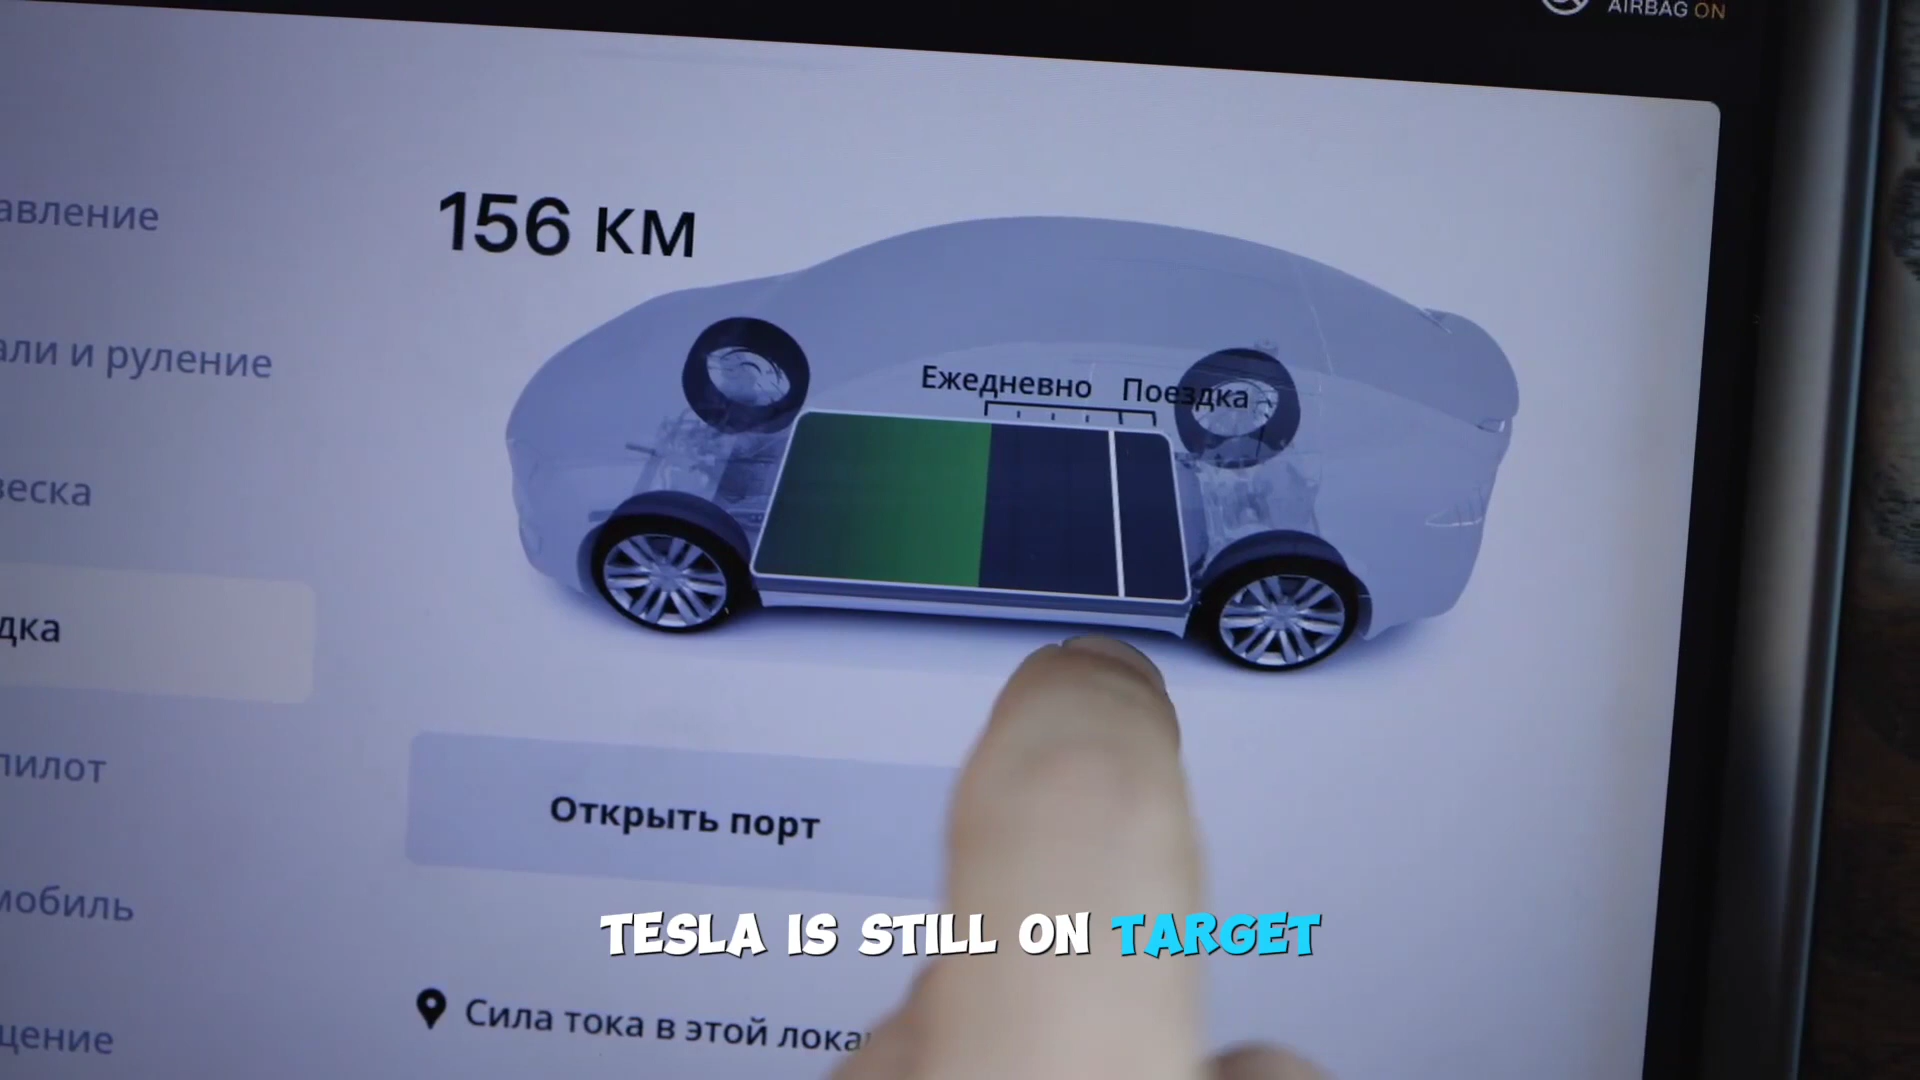 AIRBAG ON
156 км
авление
али и руление
Ежедневно Поездка
веска
дка
пилот
Открыть порт
мобиль
TESLA IS STILL ON TARGET
Сила тока в этой лока
щение